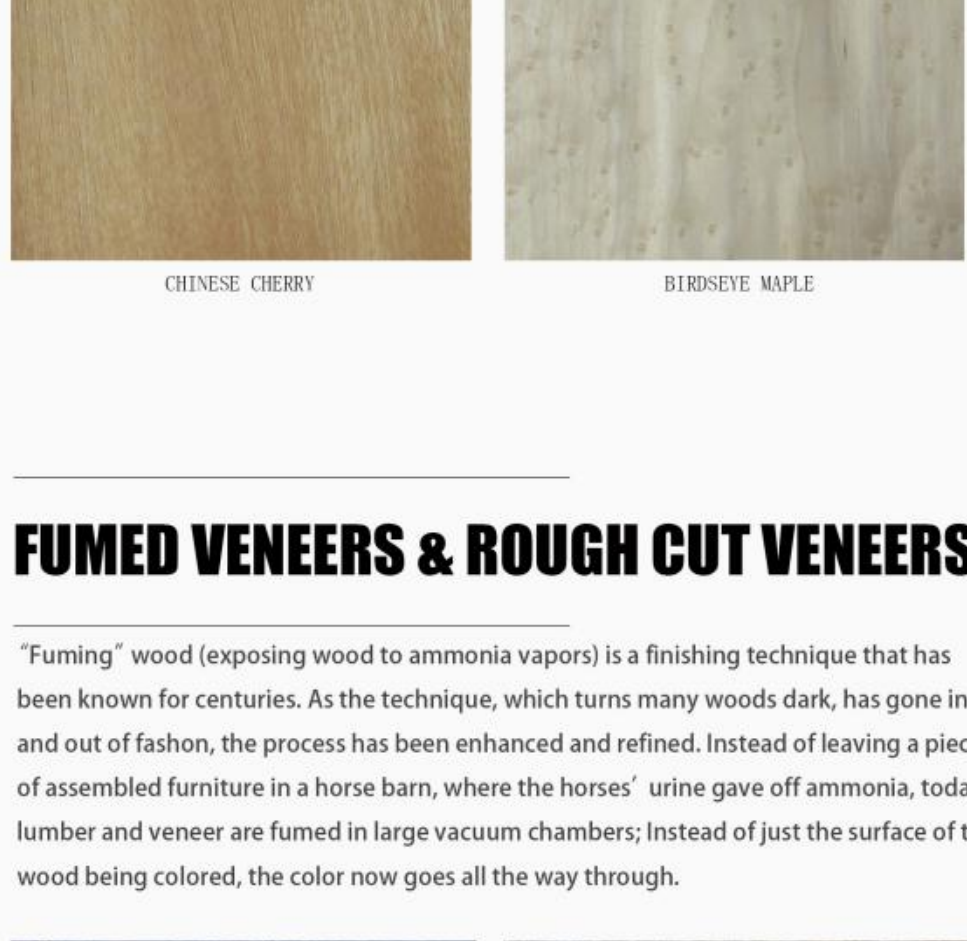 CHINESE CHERRY
BIRDSEYE MAPLE
FUMED VENEERS & ROUGH CUT VENEERS
“Fuming” wood (exposing wood to ammonia vapors) is a finishing technique that has
been known for centuries. As the technique, which turns many woods dark, has gone in
and out of fashon, the process has been enhanced and refined. Instead of leaving a
of assembled furniture in a horse barn, where the horses’ urine gave off ammonia,
lumber and veneer are fumed in large vacuum chambers; Instead of just the surface of
wood being colored, the color now goes all the way through.